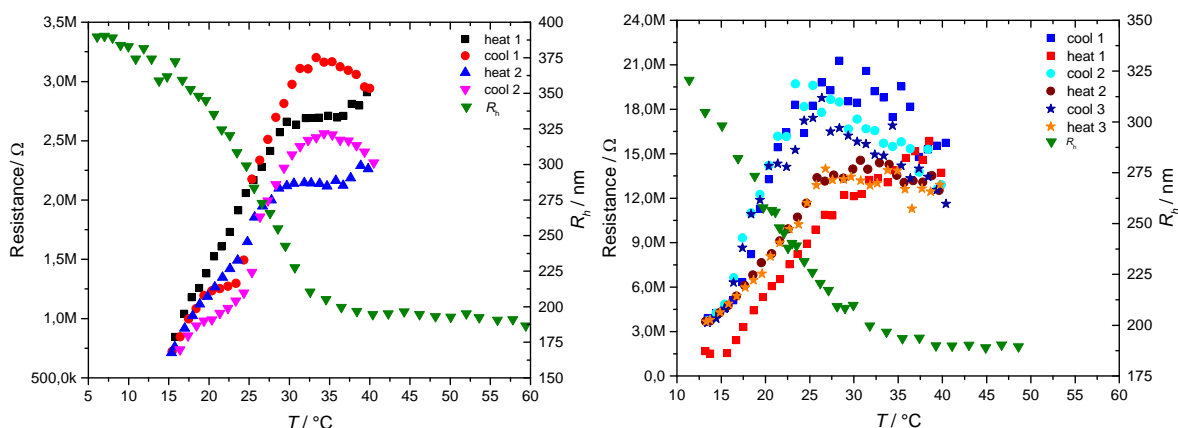 3,5M
3,0M
2,5M
2,0M
1,5M
1,0M
500,0k
Resistance/ Ω
5 10 15 20 25 30 35 40 45 50 55 60
T / °C
400
375
350
325
300
275
250
225
200
175
150
R_h / nm
heat 1
cool 1
heat 2
cool 2
R_h
24,0M
21,0M
18,0M
15,0M
12,0M
9,0M
6,0M
3,0M
0,0
Resistance/ Ω
10 15 20 25 30 35 40 45 50 55 60
T / °C
350
325
300
275
250
225
210
190
175
R_h / nm
cool 1
heat 1
cool 2
heat 2
cool 3
heat 3
R_h